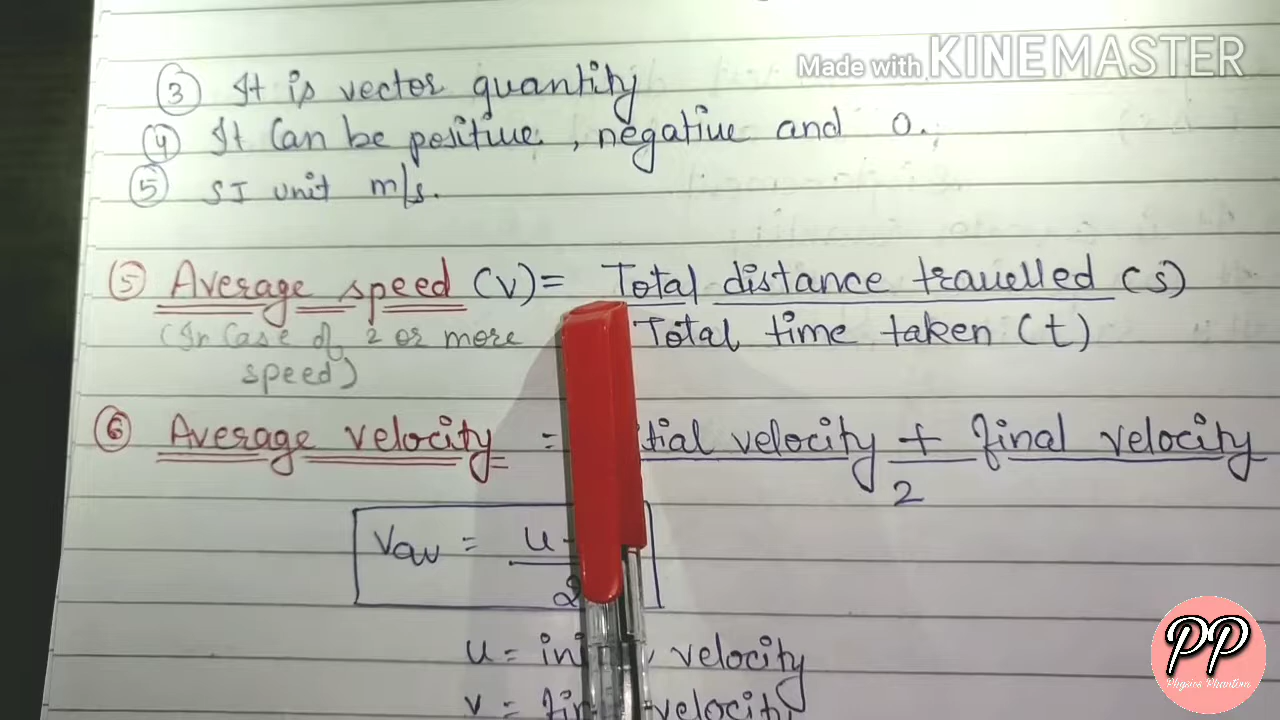 Made with KINEMASTER
③ It is vector quantity
④ It can be positive, negative and 0.
⑤ SI unit m/s.
⑤ Average speed (v) = Total distance travelled (s)
(In case of 2 or more Total time taken (t)
speed)
⑥ Average velocity = tial velocity + final velocity
2
Vav = u
2
u = velocity
v = velocity
PP
Physics Phantom